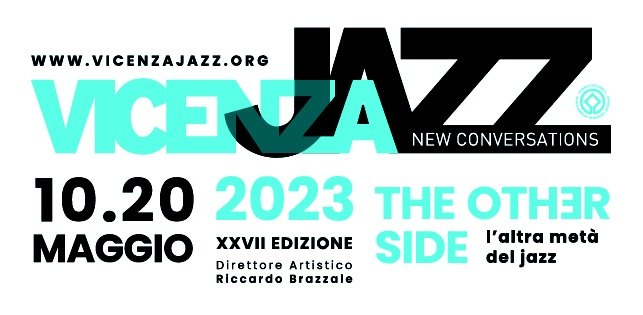 WWW.VICENZAJAZZ.ORG
VICENZA JAZZ
NEW CONVERSATIONS
10.20
MAGGIO
2023
XXVII EDIZIONE
Direttore Artistico
Riccardo Brazzale
THE OTHƎR
SIDE
l'altra metà
del jazz